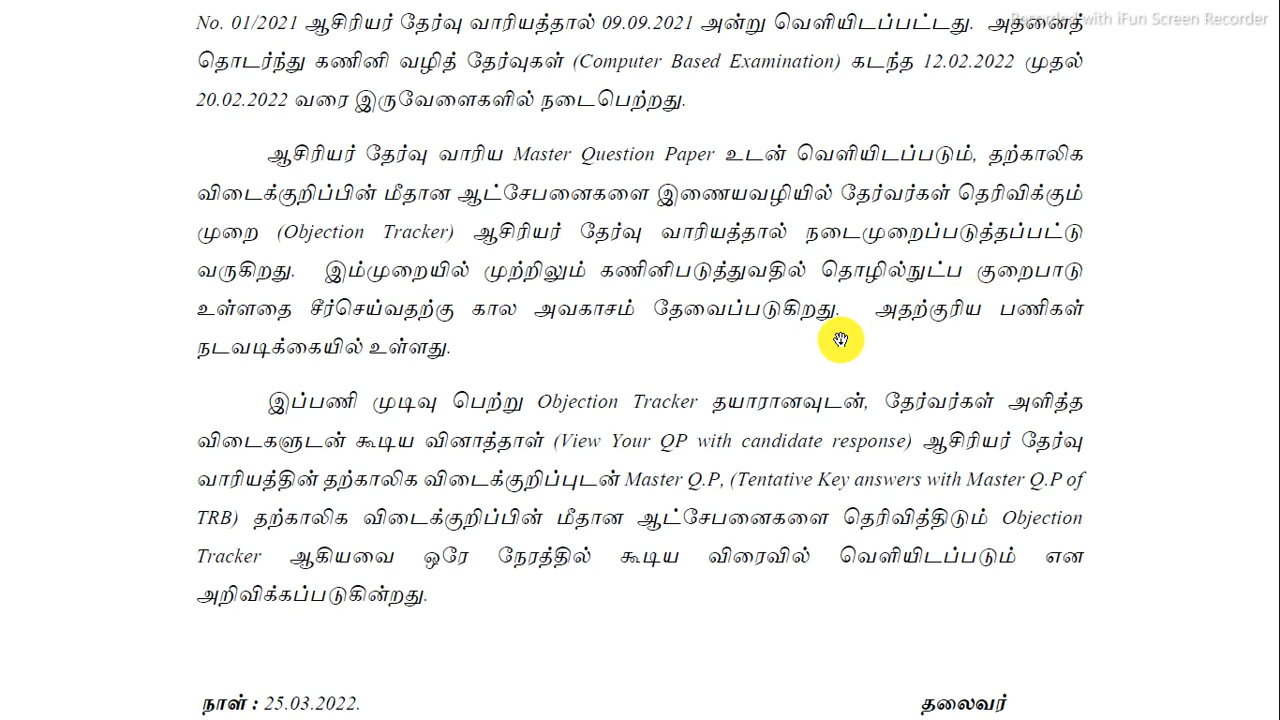 Recorded with iFun Screen Recorder
No. 01/2021 ஆசிரியர் தேர்வு வாரியத்தால் 09.09.2021 அன்று வெளியிடப்பட்டது. அதனைத்
தொடர்ந்து கணினி வழித் தேர்வுகள் (Computer Based Examination) கடந்த 12.02.2022 முதல்
20.02.2022 வரை இருவேளைகளில் நடைபெற்றது.
ஆசிரியர் தேர்வு வாரிய Master Question Paper உடன் வெளியிடப்படும், தற்காலிக
விடைக்குறிப்பின் மீதான ஆட்சேபனைகளை இணையவழியில் தேர்வர்கள் தெரிவிக்கும்
முறை (Objection Tracker) ஆசிரியர் தேர்வு வாரியத்தால் நடைமுறைப்படுத்தப்பட்டு
வருகிறது. இம்முறையில் முற்றிலும் கணினிபடுத்துவதில் தொழில்நுட்ப குறைபாடு
உள்ளதை சீர்செய்வதற்கு கால அவகாசம் தேவைப்படுகிறது. அதற்குரிய பணிகள்
நடவடிக்கையில் உள்ளது.
இப்பணி முடிவு பெற்று Objection Tracker தயாரானவுடன், தேர்வர்கள் அளித்த
விடைகளுடன் கூடிய வினாத்தாள் (View Your QP with candidate response) ஆசிரியர் தேர்வு
வாரியத்தின் தற்காலிக விடைக்குறிப்புடன் Master Q.P, (Tentative Key answers with Master Q.P of
TRB) தற்காலிக விடைக்குறிப்பின் மீதான ஆட்சேபனைகளை தெரிவித்திடும் Objection
Tracker ஆகியவை ஒரே நேரத்தில் கூடிய விரைவில் வெளியிடப்படும் என
அறிவிக்கப்படுகின்றது.
நாள் : 25.03.2022. தலைவர்